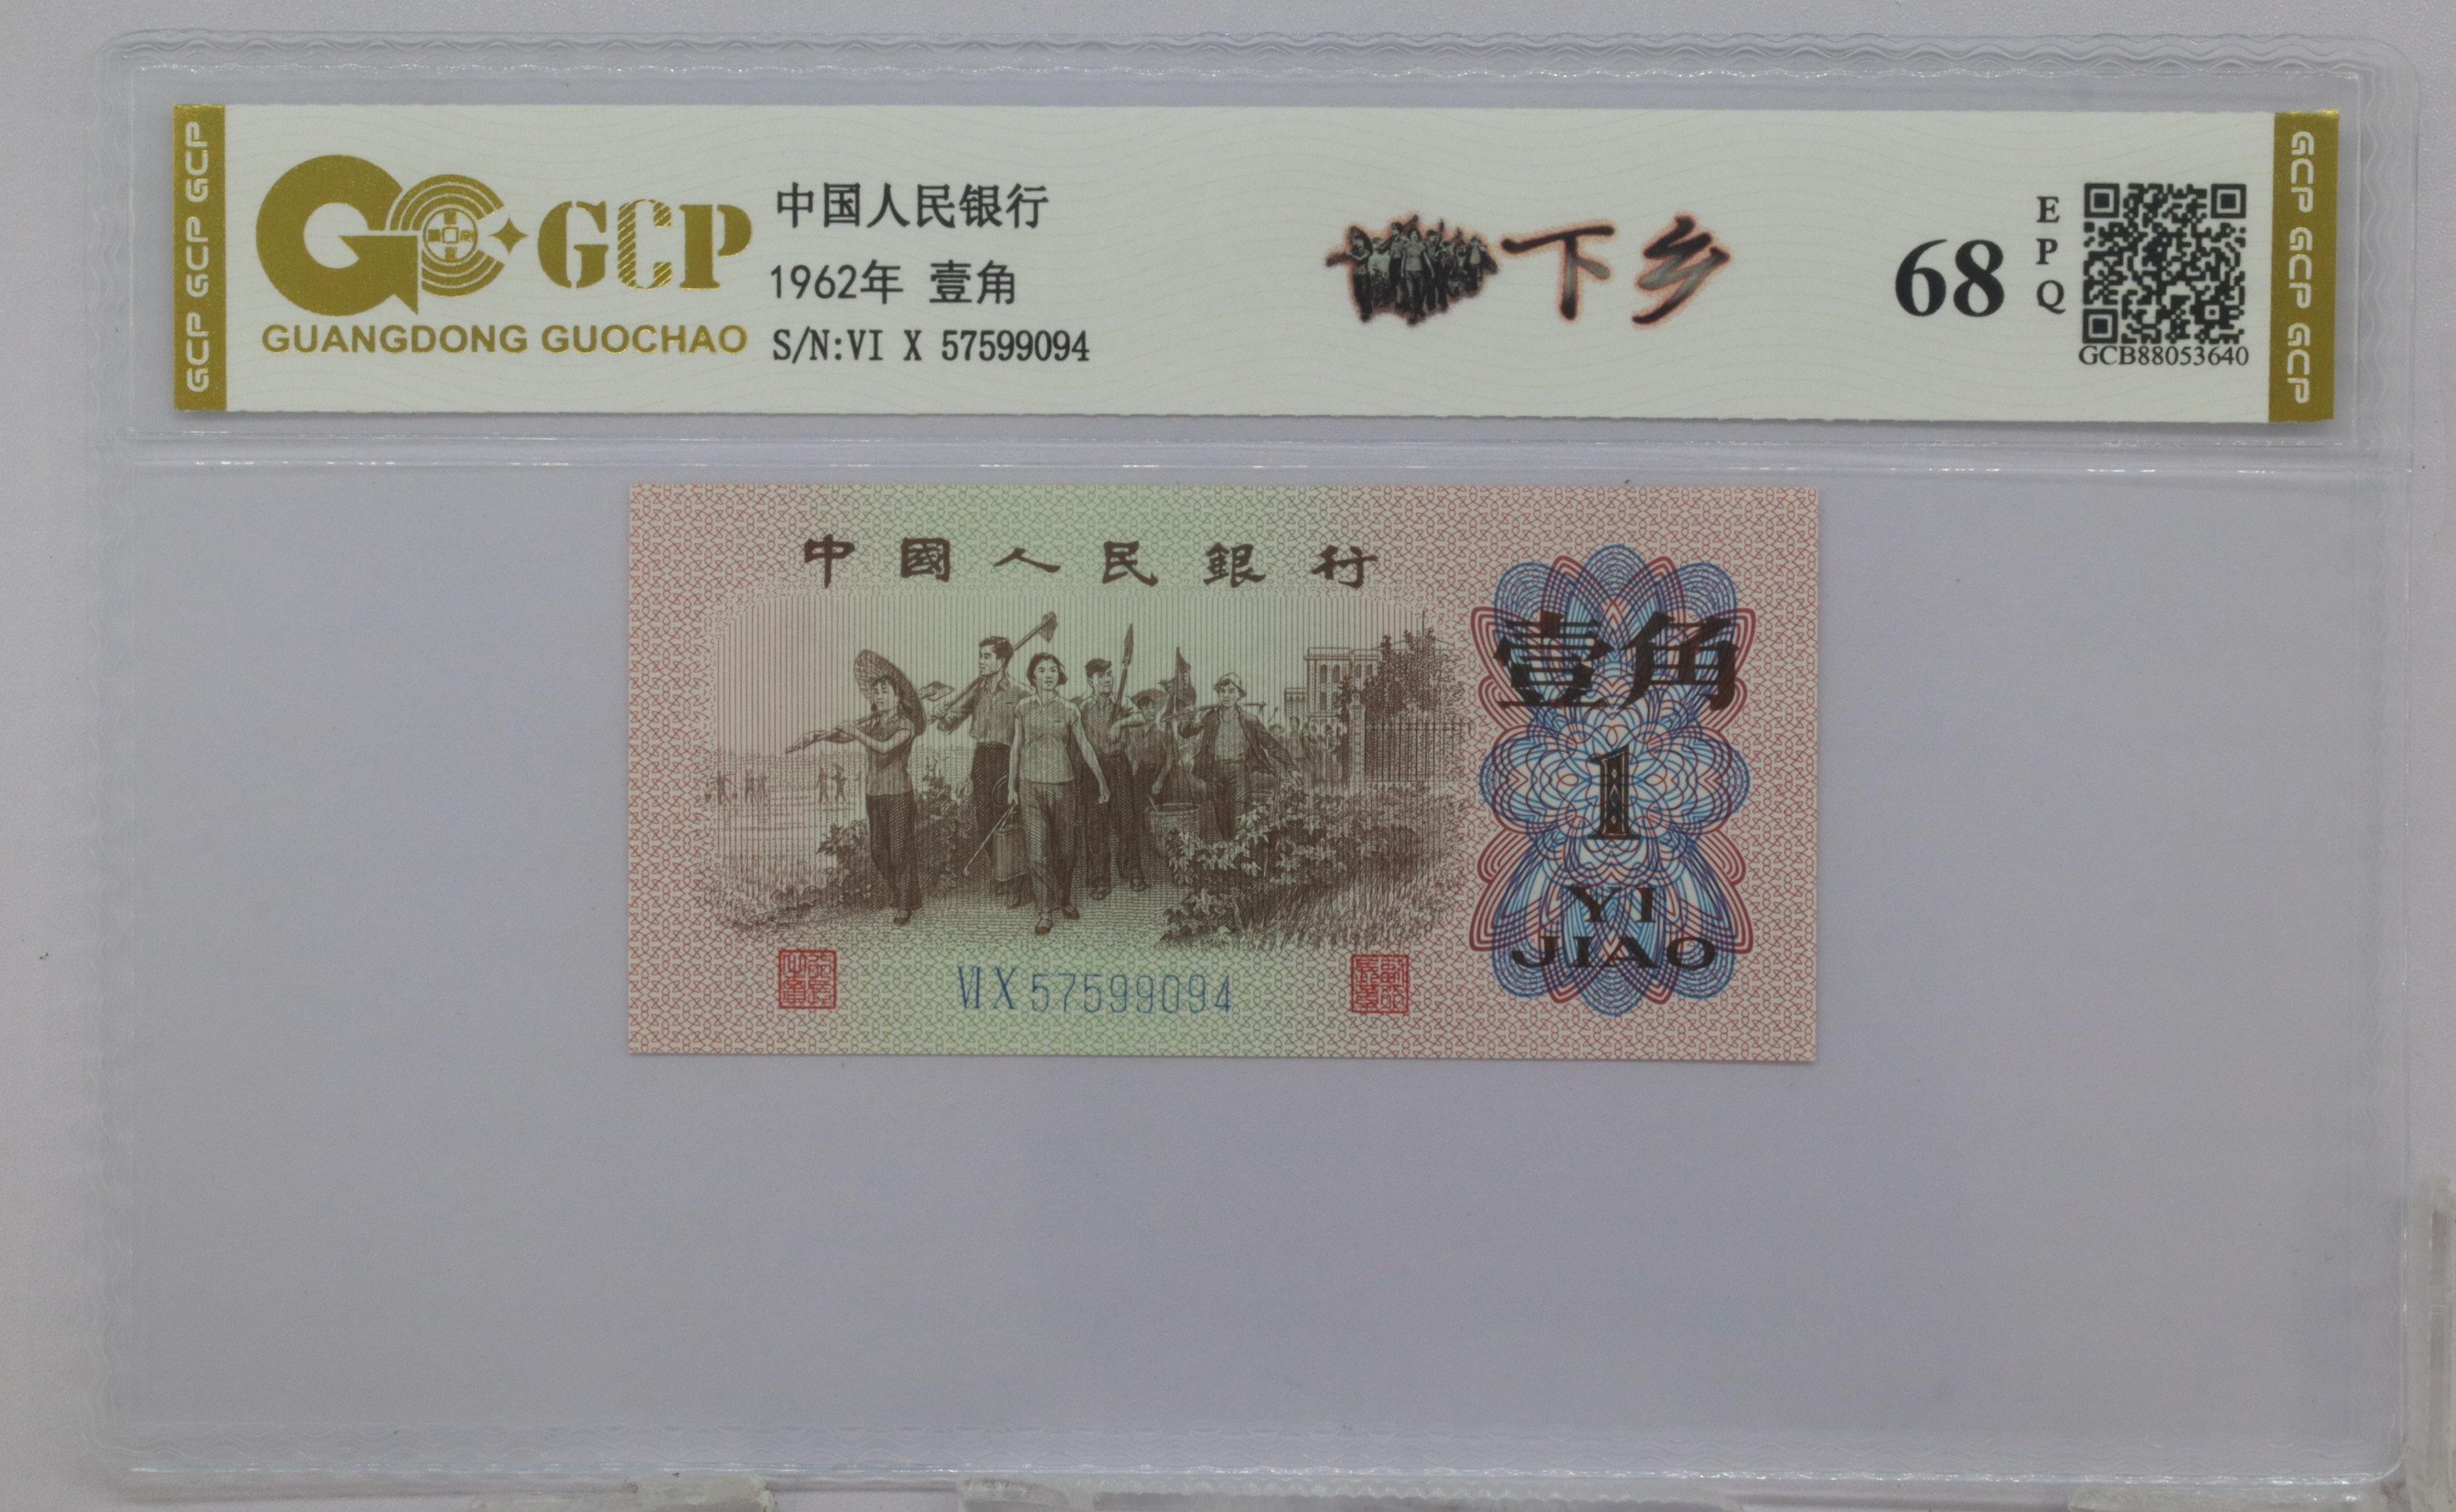 GCP GCP GCP
GCP
GUANGDONG GUOCHAO
中国人民银行
1962年 壹角
S/N:VI X 57599094
下乡
68
E
P
Q
GCB88053640
GCP GCP GCP
中國人民銀行
壹角
1
YI
JIAO
VI X 57599094